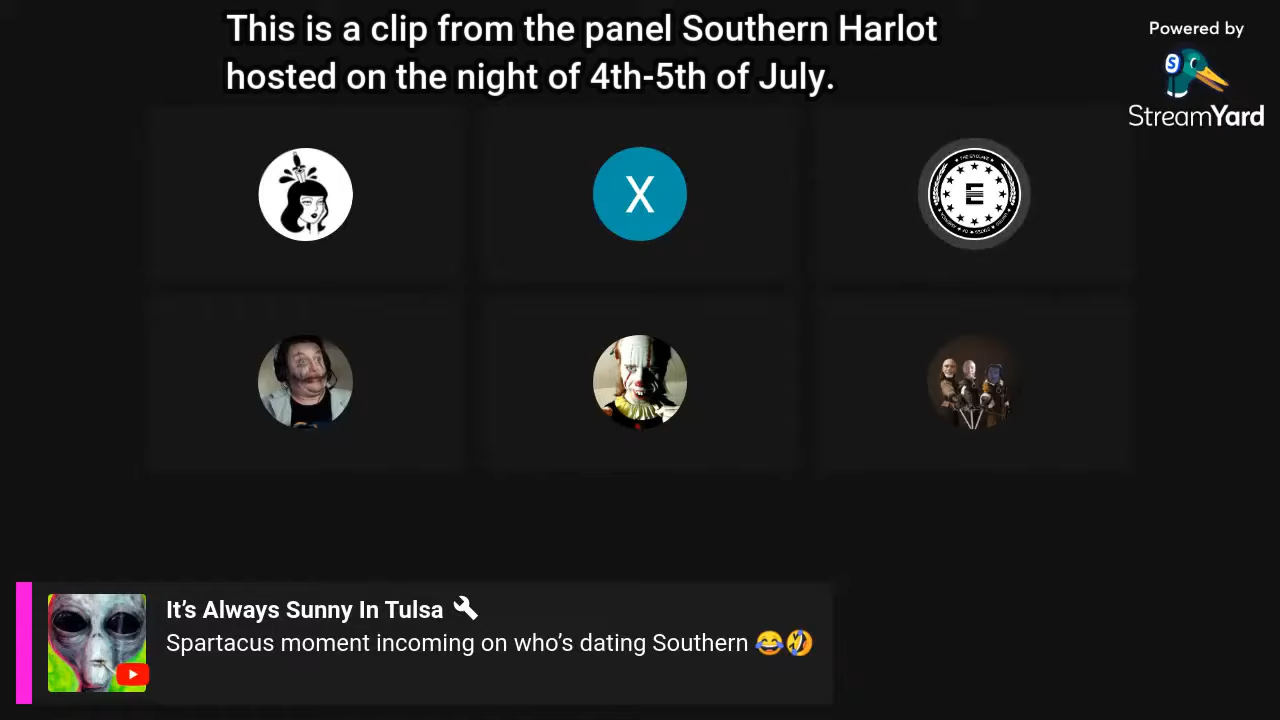 This is a clip from the panel Southern Harlot
hosted on the night of 4th-5th of July.
Powered by
S
StreamYard
X
E
It’s Always Sunny In Tulsa
Spartacus moment incoming on who’s dating Southern 😂🤣